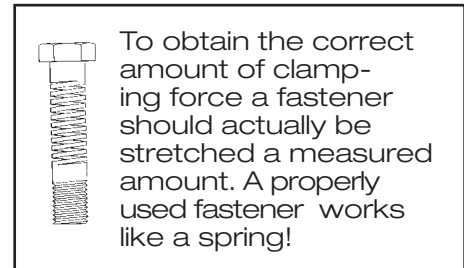 To obtain the correct
amount of clamp-
ing force a fastener
should actually be
stretched a measured
amount. A properly
used fastener works
like a spring!